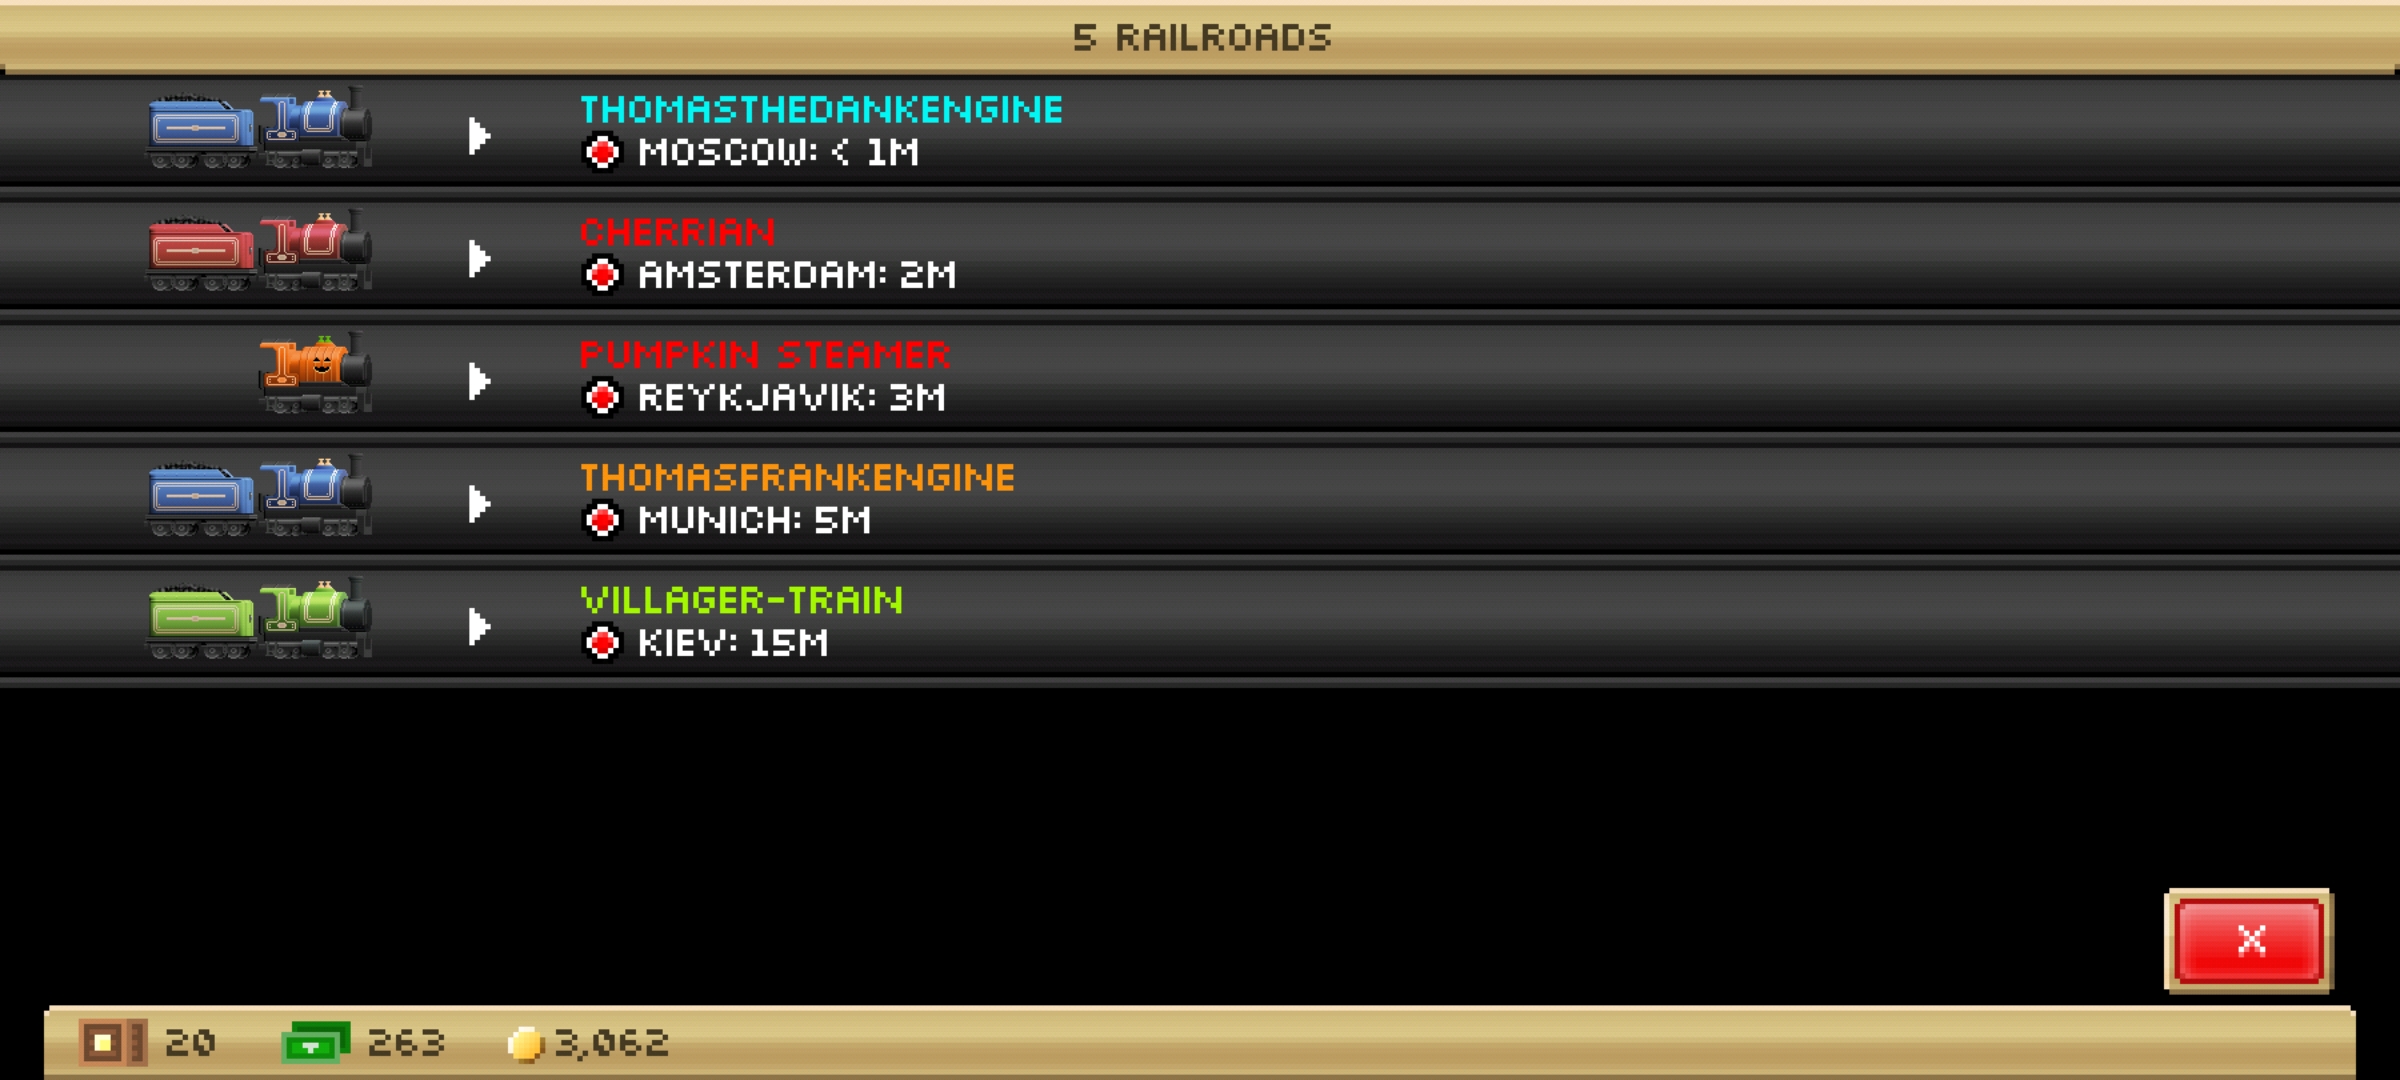 5 RAILROADS
THOMASTHEDANKENGINE
MOSCOW: < 1M
CHERRIAN
AMSTERDAM: 2M
PUMPKIN STEAMER
REYKJAVIK: 3M
THOMASFRANKENGINE
MUNICH: 5M
VILLAGER-TRAIN
KIEV: 15M
X
20 263 3,062